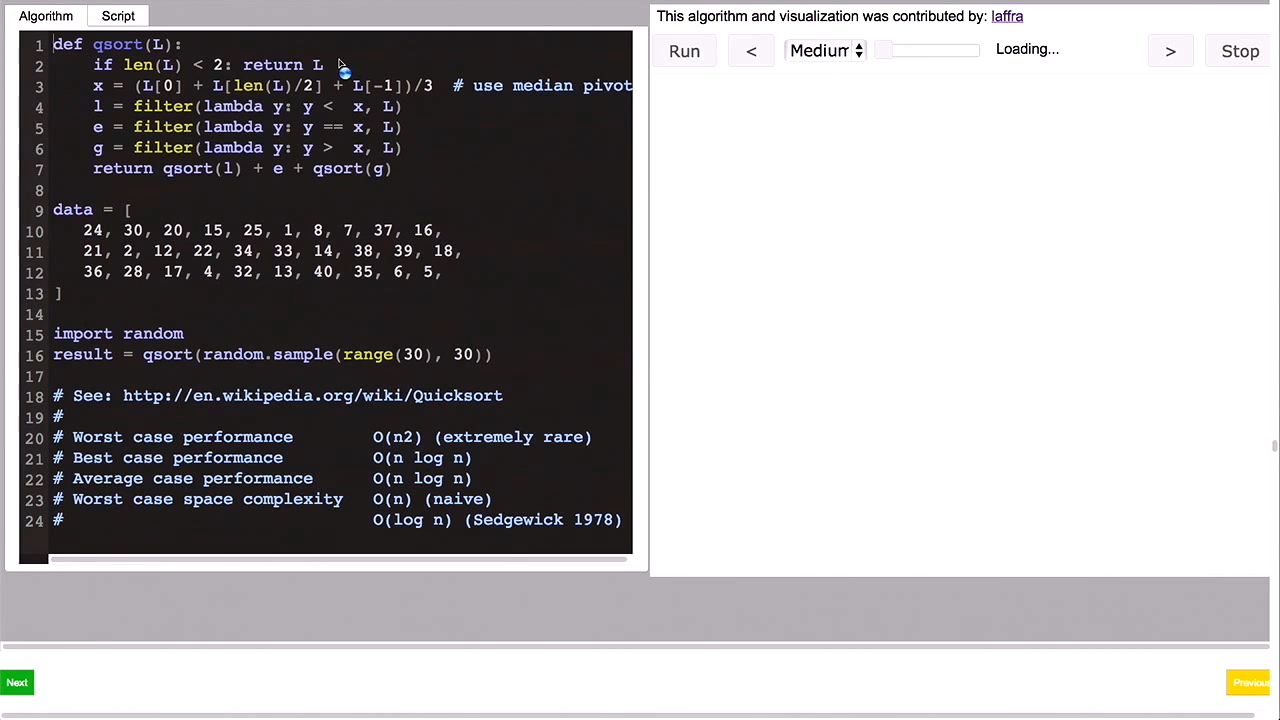 Algorithm
Script
1 def qsort(L):
2     if len(L) < 2: return L
3     x = (L[0] + L[len(L)/2] + L[-1])/3  # use median pivot
4     l = filter(lambda y: y <  x, L)
5     e = filter(lambda y: y == x, L)
6     g = filter(lambda y: y >  x, L)
7     return qsort(l) + e + qsort(g)
8
9 data = [
10    24, 30, 20, 15, 25, 1, 8, 7, 37, 16,
11    21, 2, 12, 22, 34, 33, 14, 38, 39, 18,
12    36, 28, 17, 4, 32, 13, 40, 35, 6, 5,
13 ]
14
15 import random
16 result = qsort(random.sample(range(30), 30))
17
18 # See: http://en.wikipedia.org/wiki/Quicksort
19 #
20 # Worst case performance        O(n2) (extremely rare)
21 # Best case performance         O(n log n)
22 # Average case performance      O(n log n)
23 # Worst case space complexity   O(n) (naive)
24 #                               O(log n) (Sedgewick 1978)
This algorithm and visualization was contributed by: laffra
Run < Medium Loading... > Stop
Next
Previous